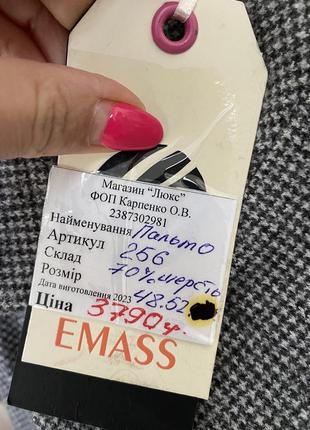 Магазин "Люкс"
ФОП Карпенко О.В.
2387302981
Найменування Пальто
Артикул 256
Склад 70% шерсть
Розмір 48.52
Дата виготовлення 2023
Ціна 3790 г.
EMASS